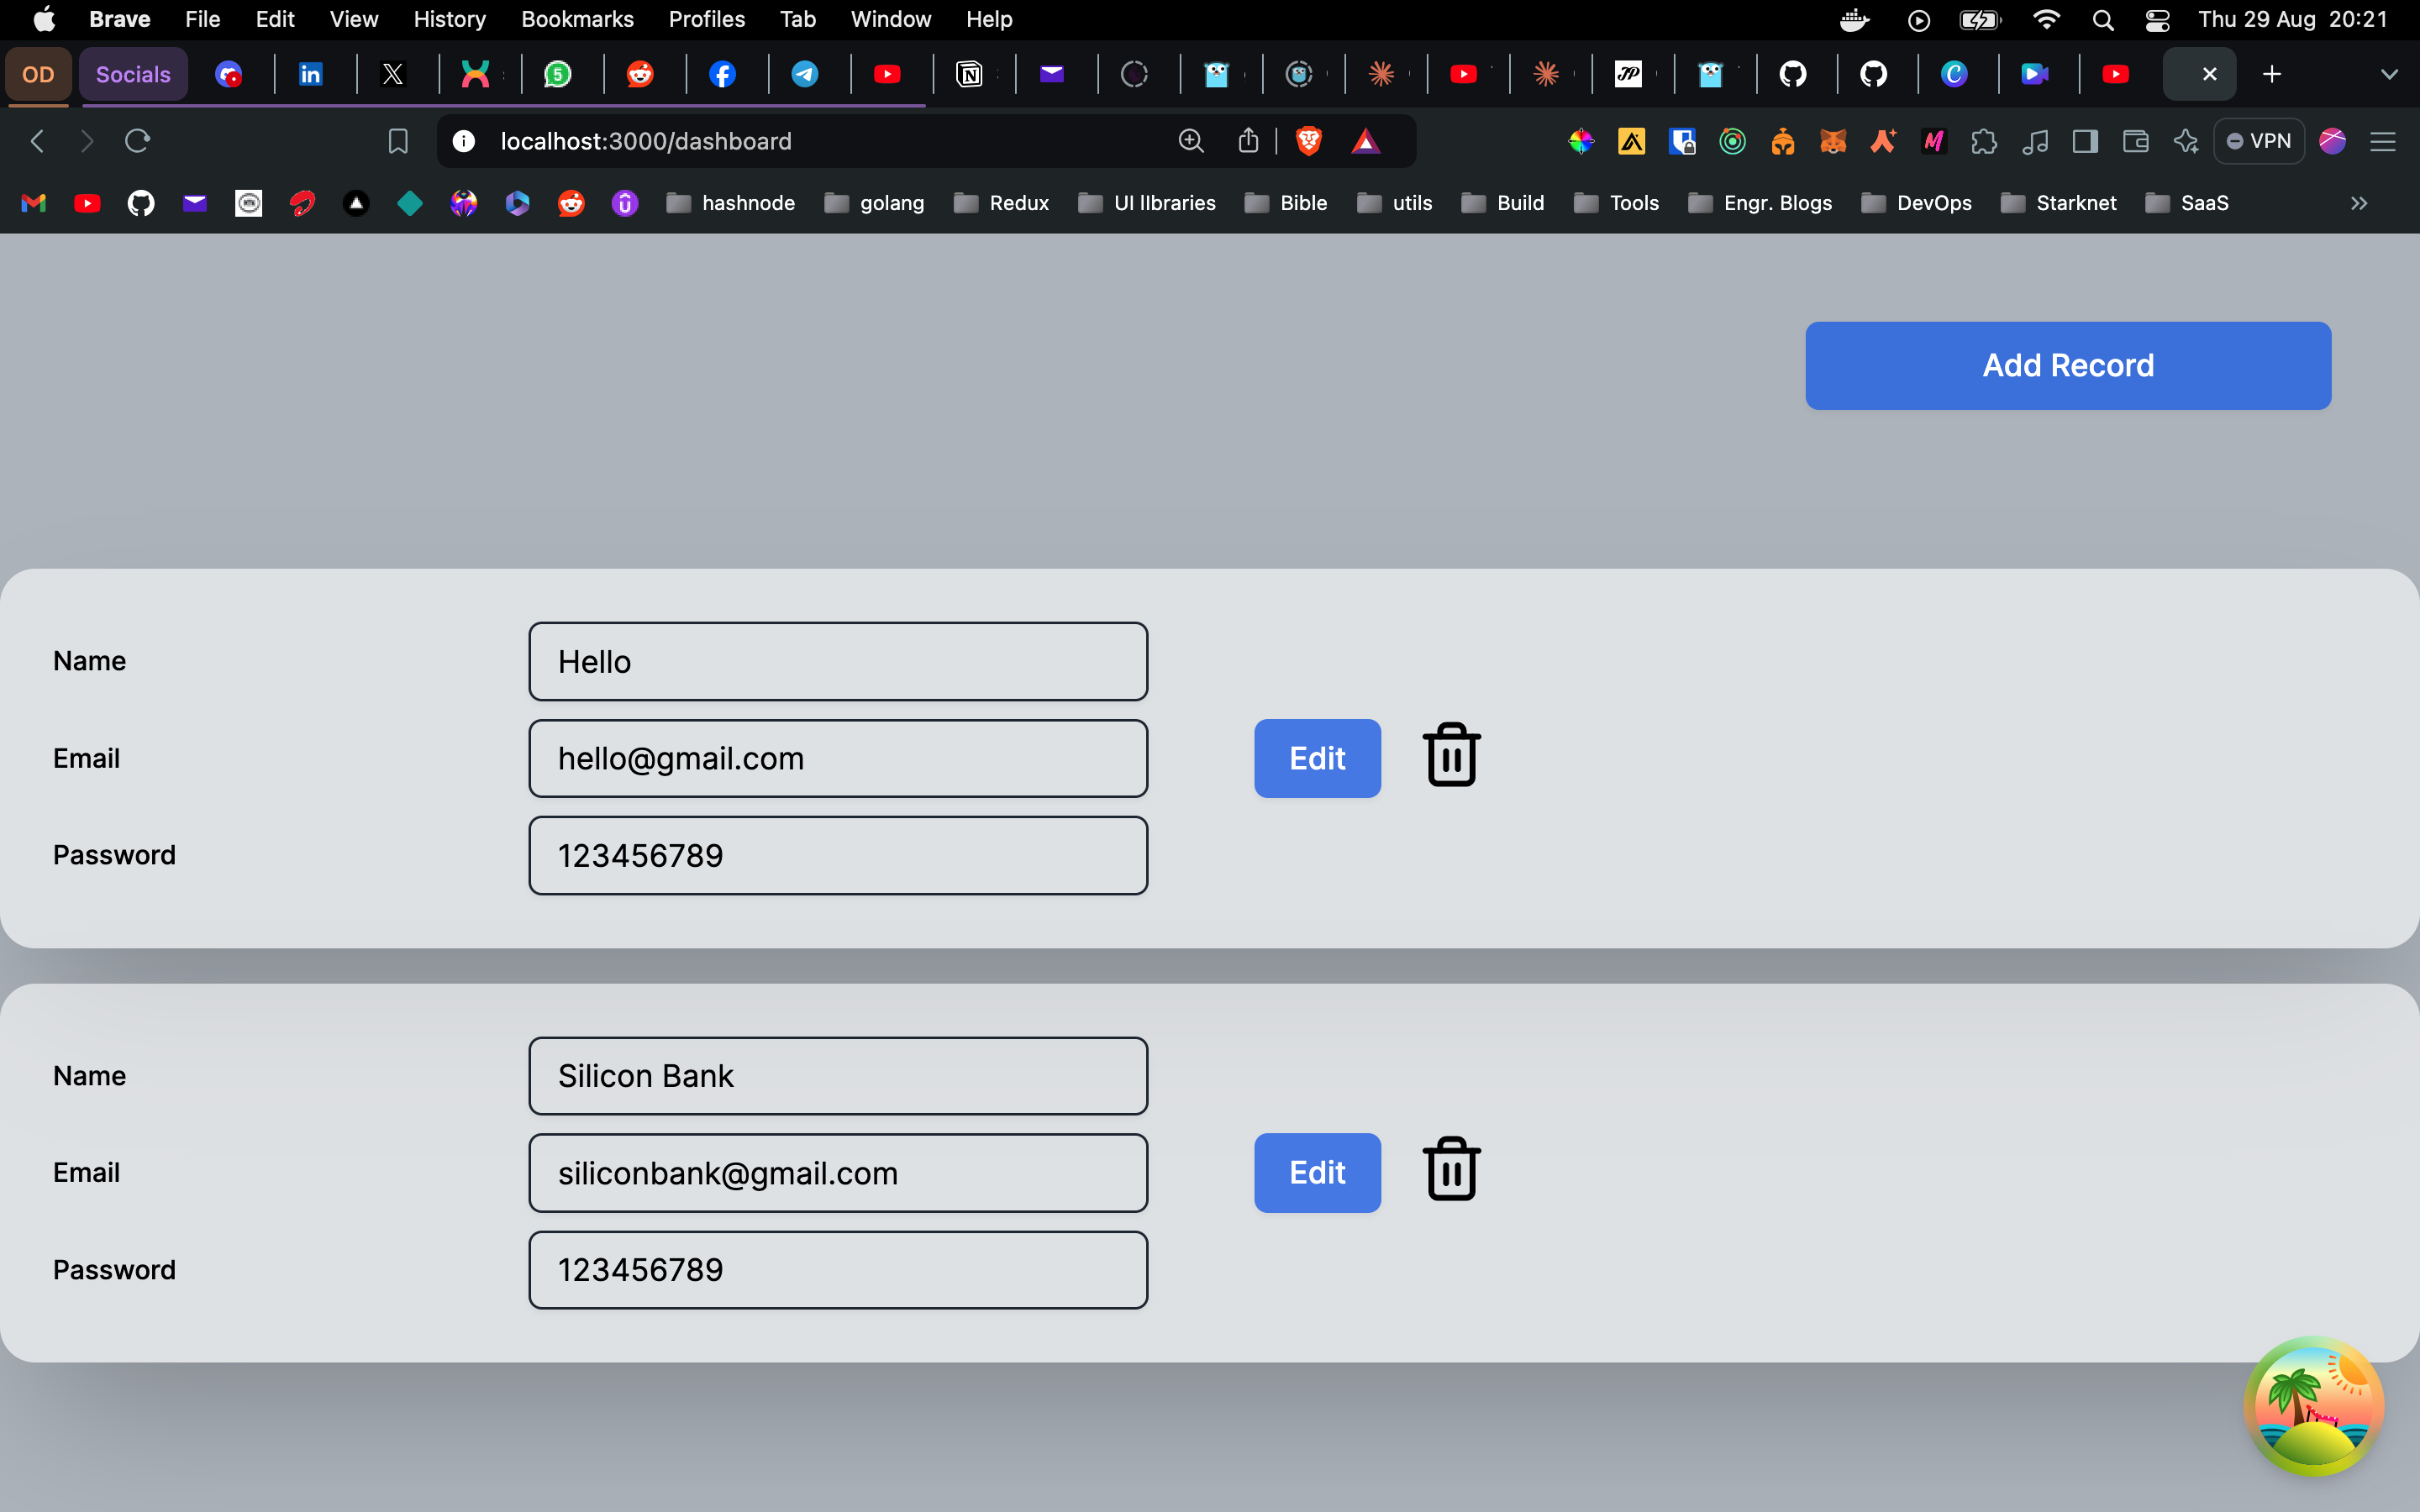 Brave File Edit View History Bookmarks Profiles Tab Window Help Thu 29 Aug 20:21
OD Socials
localhost:3000/dashboard VPN
hashnode golang Redux UI lIbraries Bible utils Build Tools Engr. Blogs DevOps Starknet SaaS
Add Record
Name Hello
Email hello@gmail.com Edit
Password 123456789
Name Silicon Bank
Email siliconbank@gmail.com Edit
Password 123456789